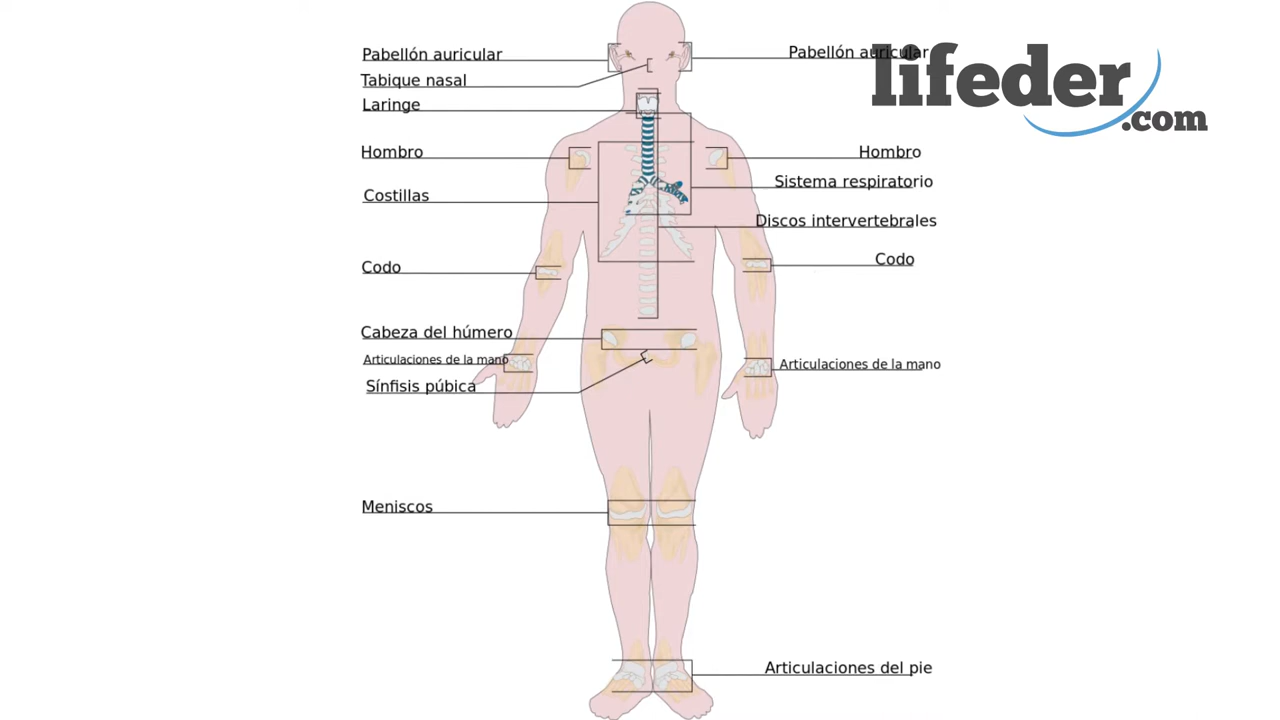 Pabellón auricular
Pabellón auricular
lifeder
.com
Tabique nasal
Laringe
Hombro
Hombro
Sistema respiratorio
Costillas
Discos intervertebrales
Codo
Codo
Cabeza del húmero
Articulaciones de la mano
Articulaciones de la mano
Sínfisis púbica
Meniscos
Articulaciones del pie